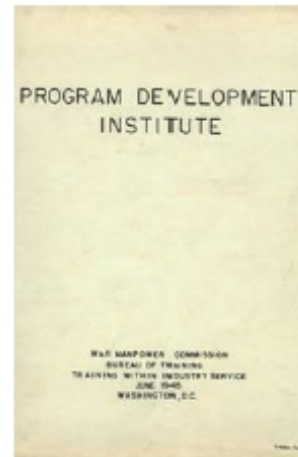 PROGRAM DEVELOPMENT
INSTITUTE
WAR MANPOWER COMMISSION
BUREAU OF TRAINING
TRAINING WITHIN INDUSTRY SERVICE
JUNE 1945
WASHINGTON, D.C.